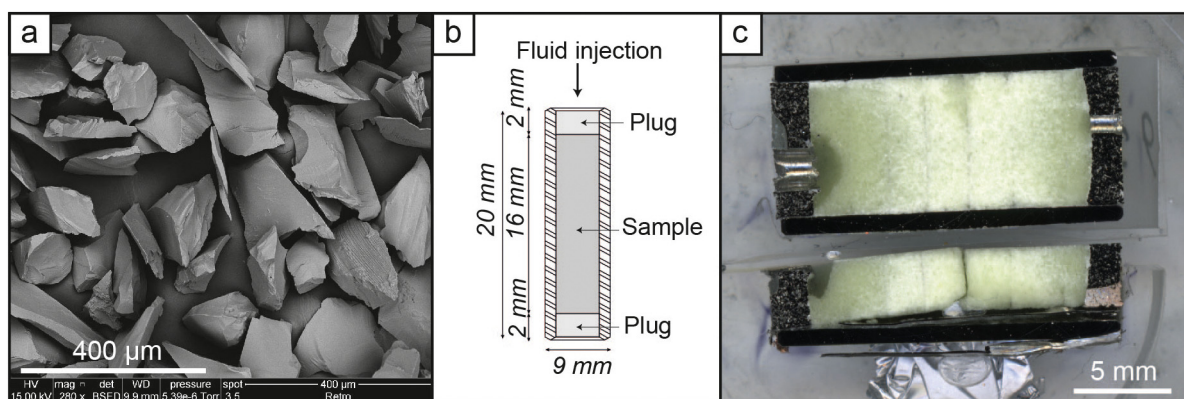 a
400 µm
HV mag det WD pressure spot 400 µm
15.00 kV 280 x BSED 9.9 mm 5.39e-6 Torr 3.5 Retro
b
Fluid injection
2 mm
Plug
20 mm
16 mm
Sample
2 mm
Plug
9 mm
c
5 mm